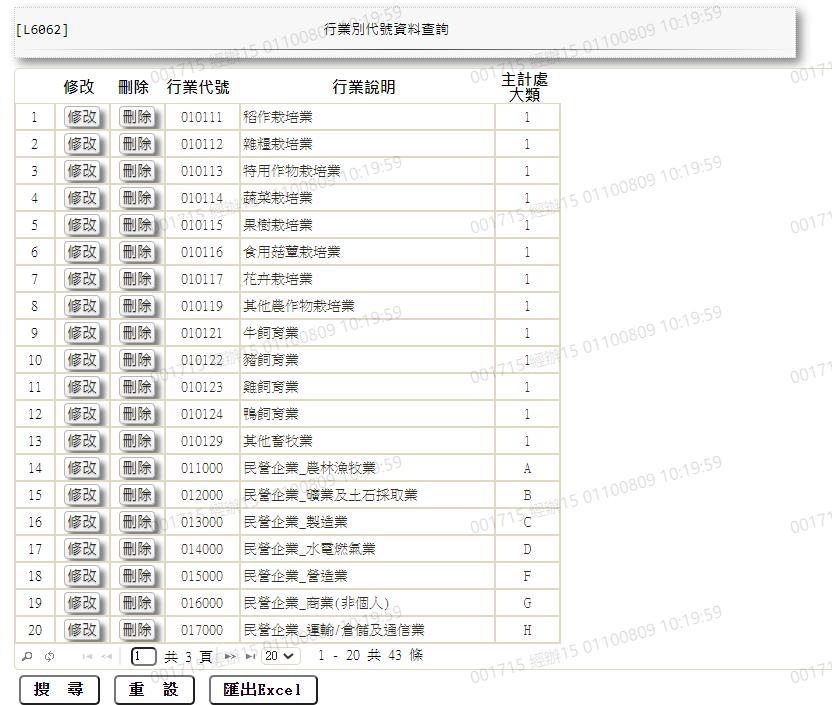 [L6062] 行業別代號資料查詢
修改 刪除 行業代號 行業說明 主計處
大類
1 修改 刪除 010111 稻作栽培業 1
2 修改 刪除 010112 雜糧栽培業 1
3 修改 刪除 010113 特用作物栽培業 1
4 修改 刪除 010114 蔬菜栽培業 1
5 修改 刪除 010115 果樹栽培業 1
6 修改 刪除 010116 食用菇蕈栽培業 1
7 修改 刪除 010117 花卉栽培業 1
8 修改 刪除 010119 其他農作物栽培業 1
9 修改 刪除 010121 牛飼育業 1
10 修改 刪除 010122 豬飼育業 1
11 修改 刪除 010123 雞飼育業 1
12 修改 刪除 010124 鴨飼育業 1
13 修改 刪除 010129 其他畜牧業 1
14 修改 刪除 011000 民營企業_農林漁牧業 A
15 修改 刪除 012000 民營企業_礦業及土石採取業 B
16 修改 刪除 013000 民營企業_製造業 C
17 修改 刪除 014000 民營企業_水電燃氣業 D
18 修改 刪除 015000 民營企業_營造業 F
19 修改 刪除 016000 民營企業_商業(非個人) G
20 修改 刪除 017000 民營企業_運輸/倉儲及通信業 H
1 共 3 頁 20 1 - 20 共 43 條
搜 尋 重 設 匯出Excel
001715 經辦15 01100809 10:19:59